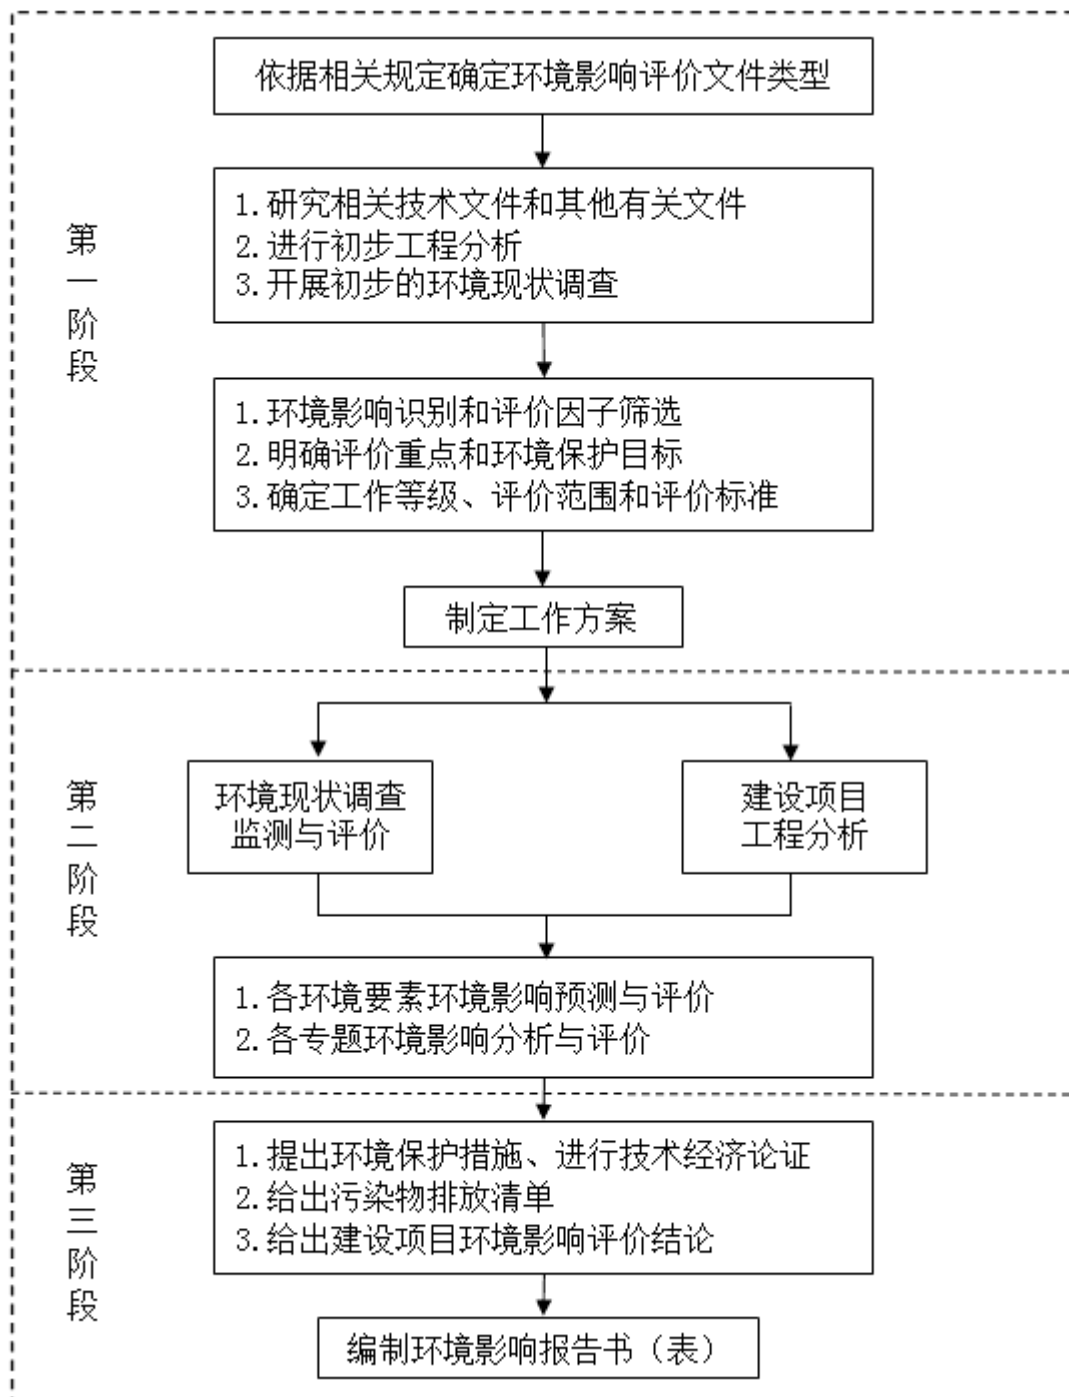 依据相关规定确定环境影响评价文件类型
第一阶段
1.研究相关技术文件和其他有关文件
2.进行初步工程分析
3.开展初步的环境现状调查
1.环境影响识别和评价因子筛选
2.明确评价重点和环境保护目标
3.确定工作等级、评价范围和评价标准
制定工作方案
第二阶段
环境现状调查
监测与评价
建设项目
工程分析
1.各环境要素环境影响预测与评价
2.各专题环境影响分析与评价
第三阶段
1.提出环境保护措施、进行技术经济论证
2.给出污染物排放清单
3.给出建设项目环境影响评价结论
编制环境影响报告书（表）